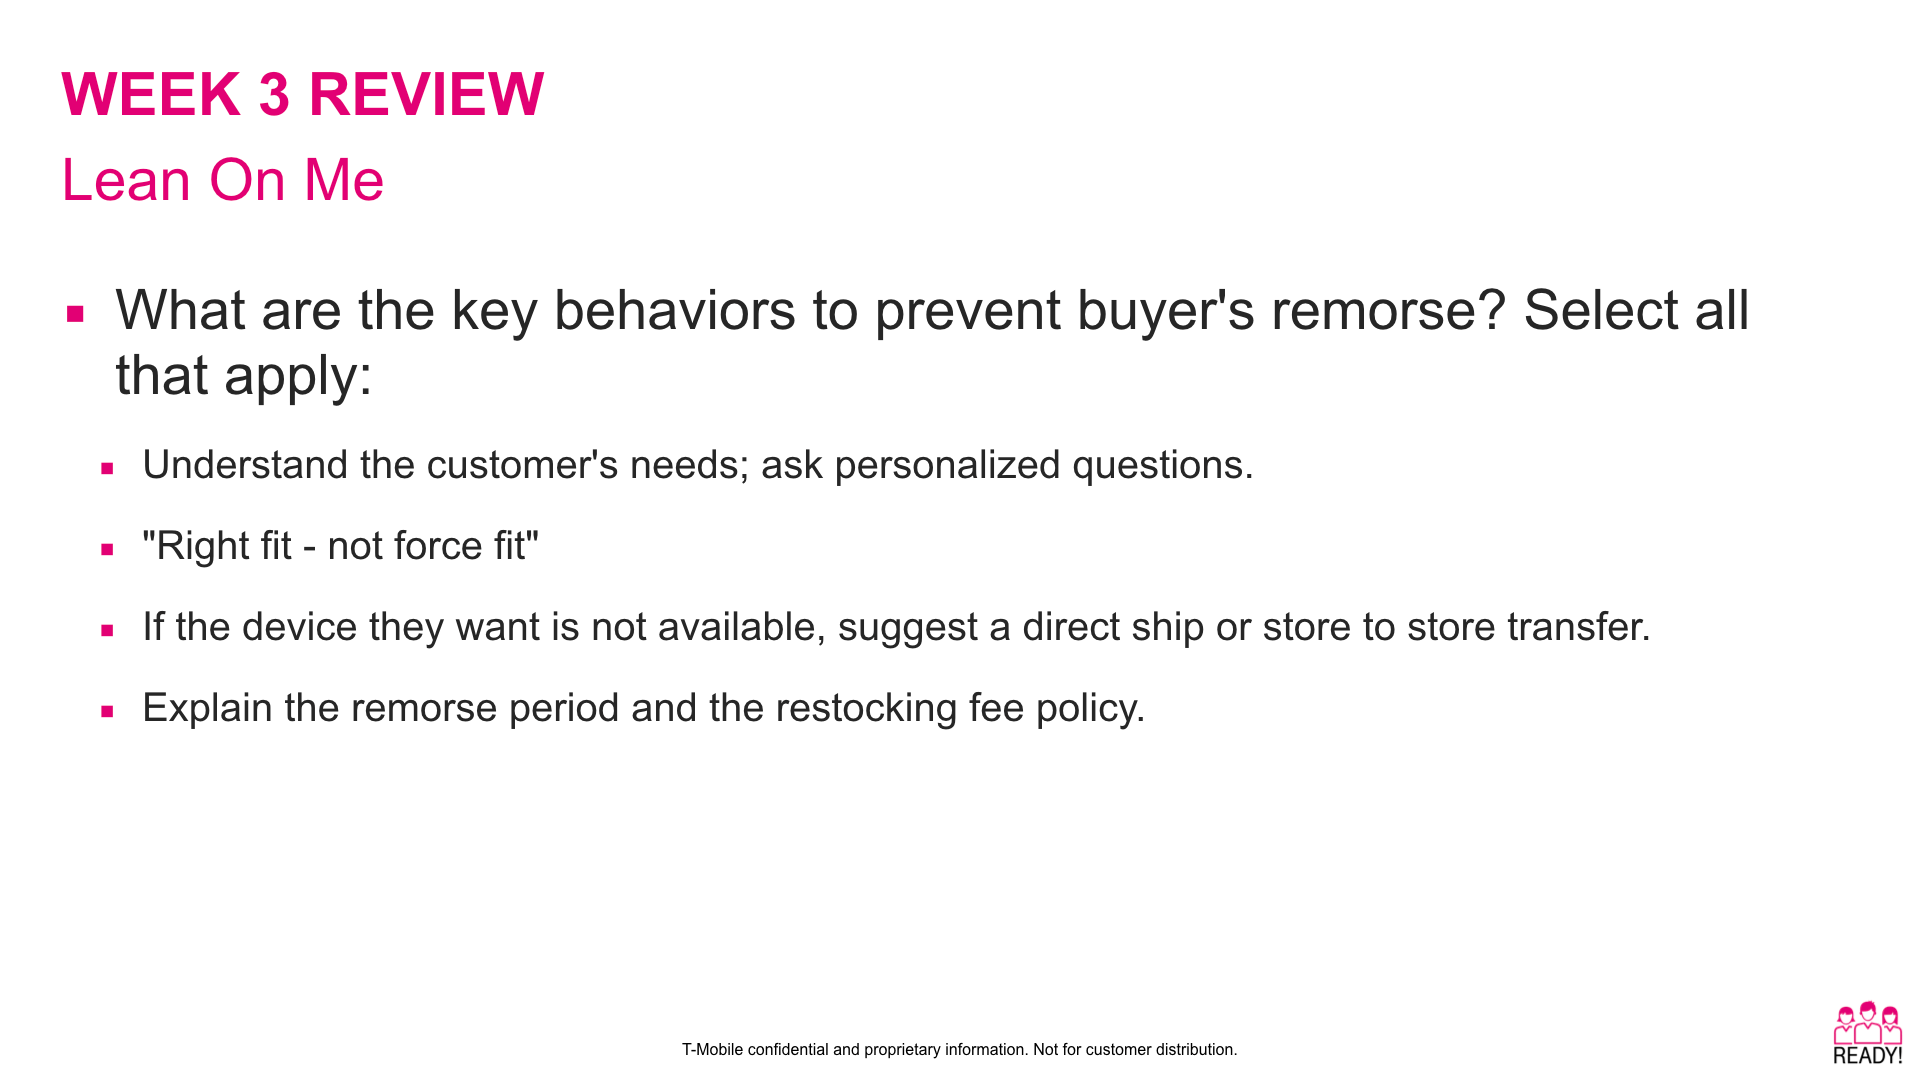 WEEK 3 REVIEW
Lean On Me
What are the key behaviors to prevent buyer's remorse? Select all
that apply:
Understand the customer's needs; ask personalized questions.
"Right fit - not force fit"
If the device they want is not available, suggest a direct ship or store to store transfer.
Explain the remorse period and the restocking fee policy.
T-Mobile confidential and proprietary information. Not for customer distribution.
READY!